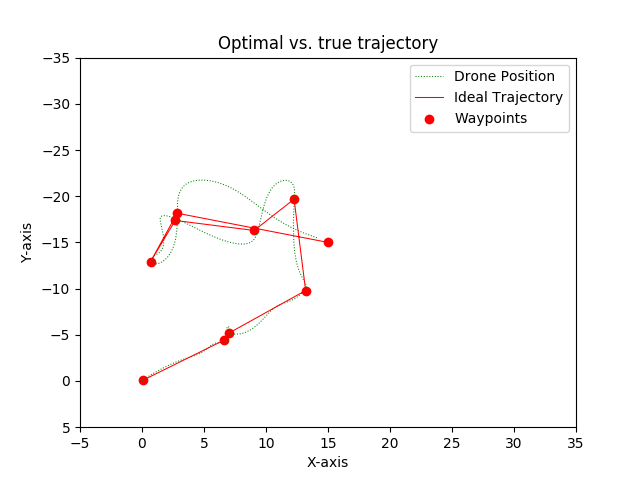 Optimal vs. true trajectory
Drone Position
Ideal Trajectory
Waypoints
Y-axis
−35
−30
−25
−20
−15
−10
−5
0
5
−5 0 5 10 15 20 25 30 35
X-axis